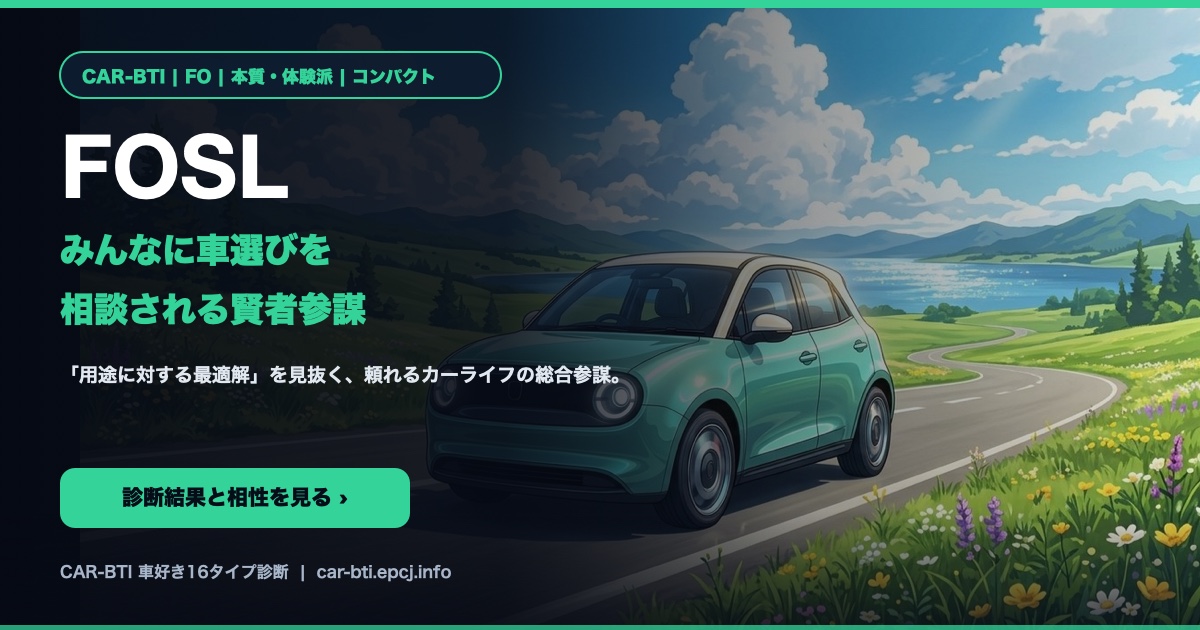 CAR-BTI | FO | 本質・体験派 | コンパクト
FOSL
みんなに車選びを
相談される賢者参謀
「用途に対する最適解」を見抜く、頼れるカーライフの総合参謀。
診断結果と相性を見る ›
CAR-BTI 車好き16タイプ診断 | car-bti.epcj.info